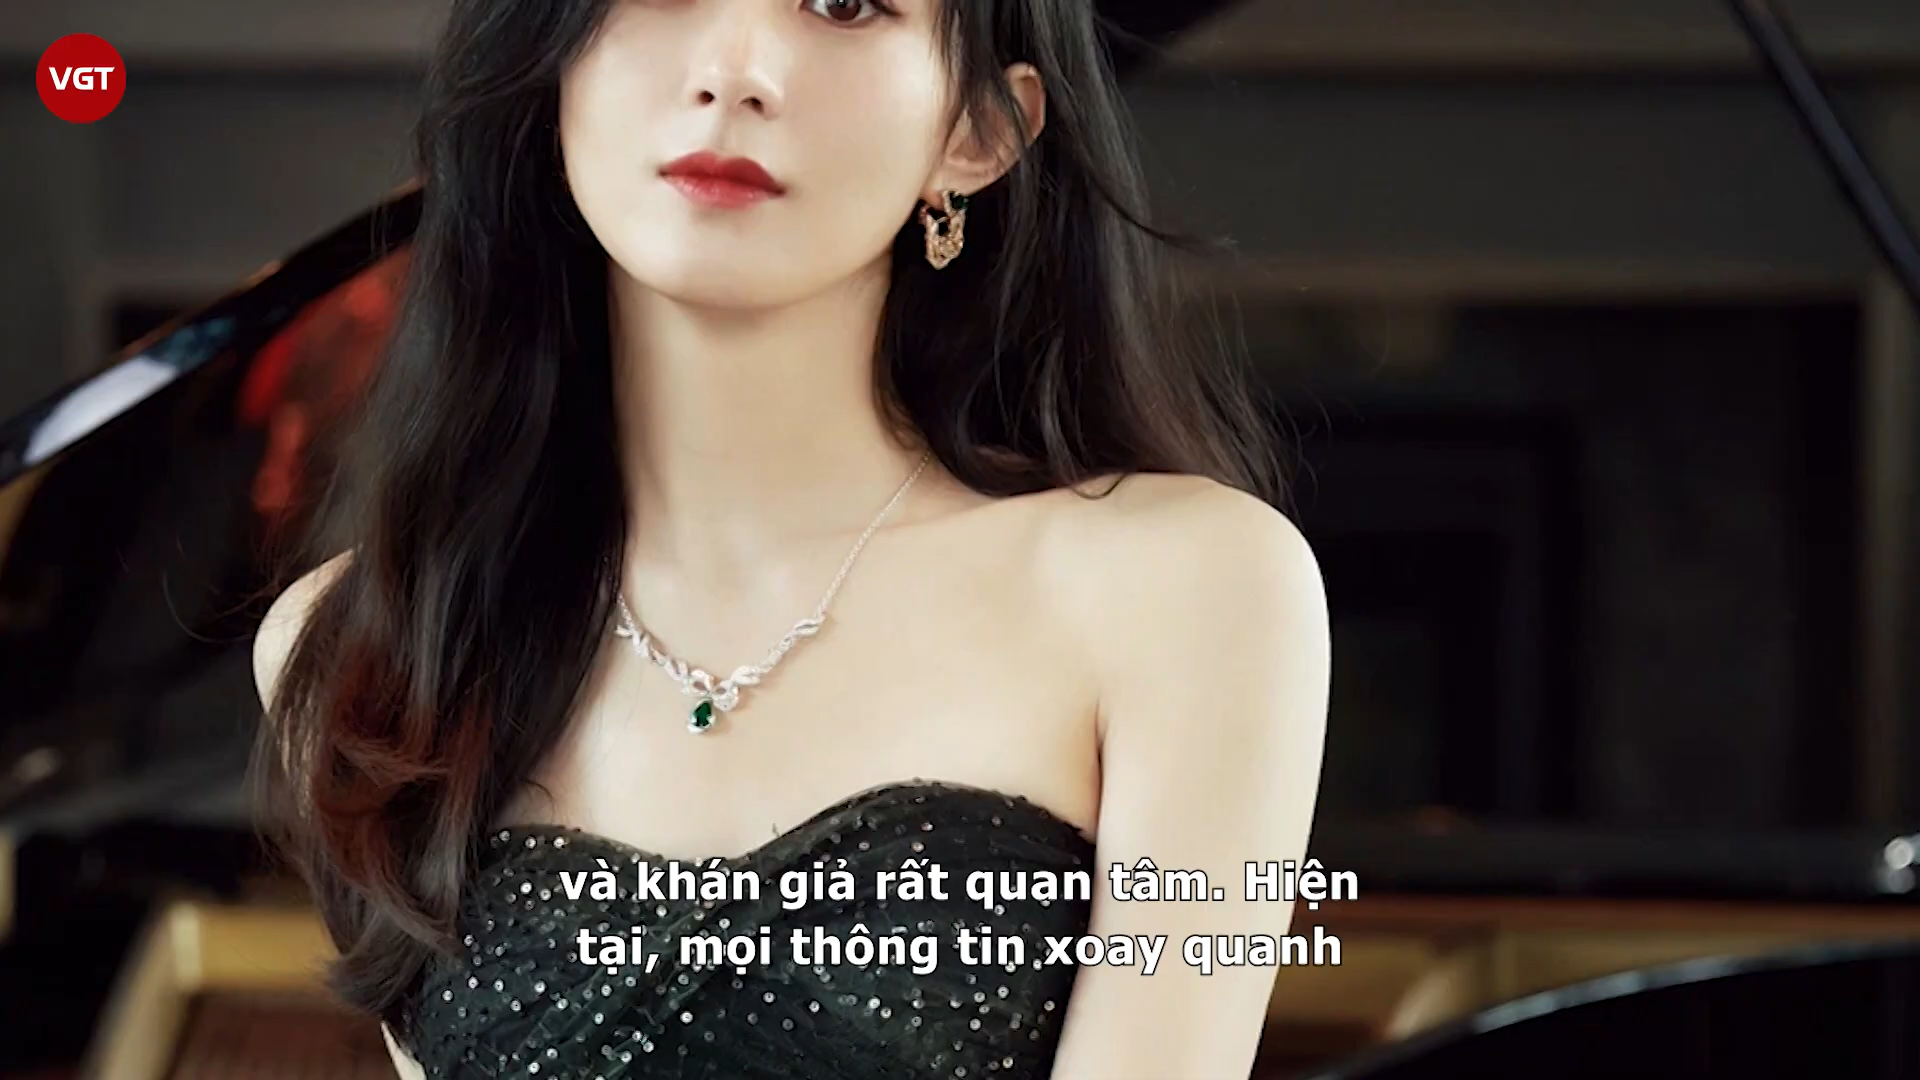 VGT
và khán giả rất quan tâm. Hiện
tại, mọi thông tin xoay quanh